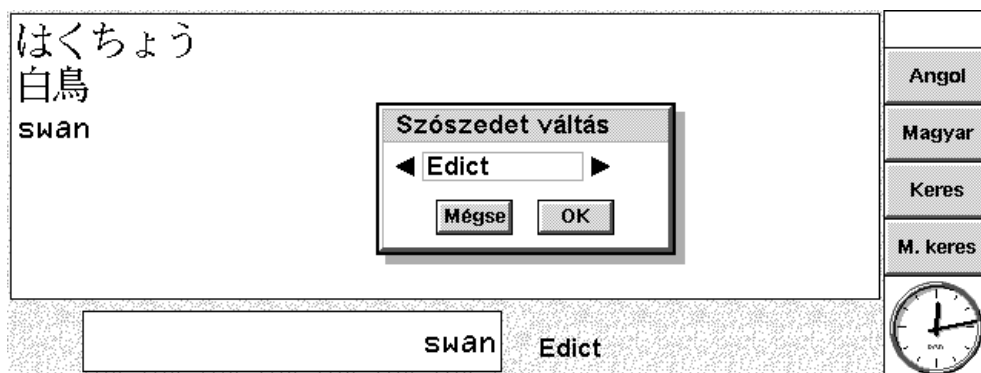 はくちょう
白鳥
swan
Szószedet váltás
Edict
Mégse
OK
swan
Edict
Angol
Magyar
Keres
M. keres